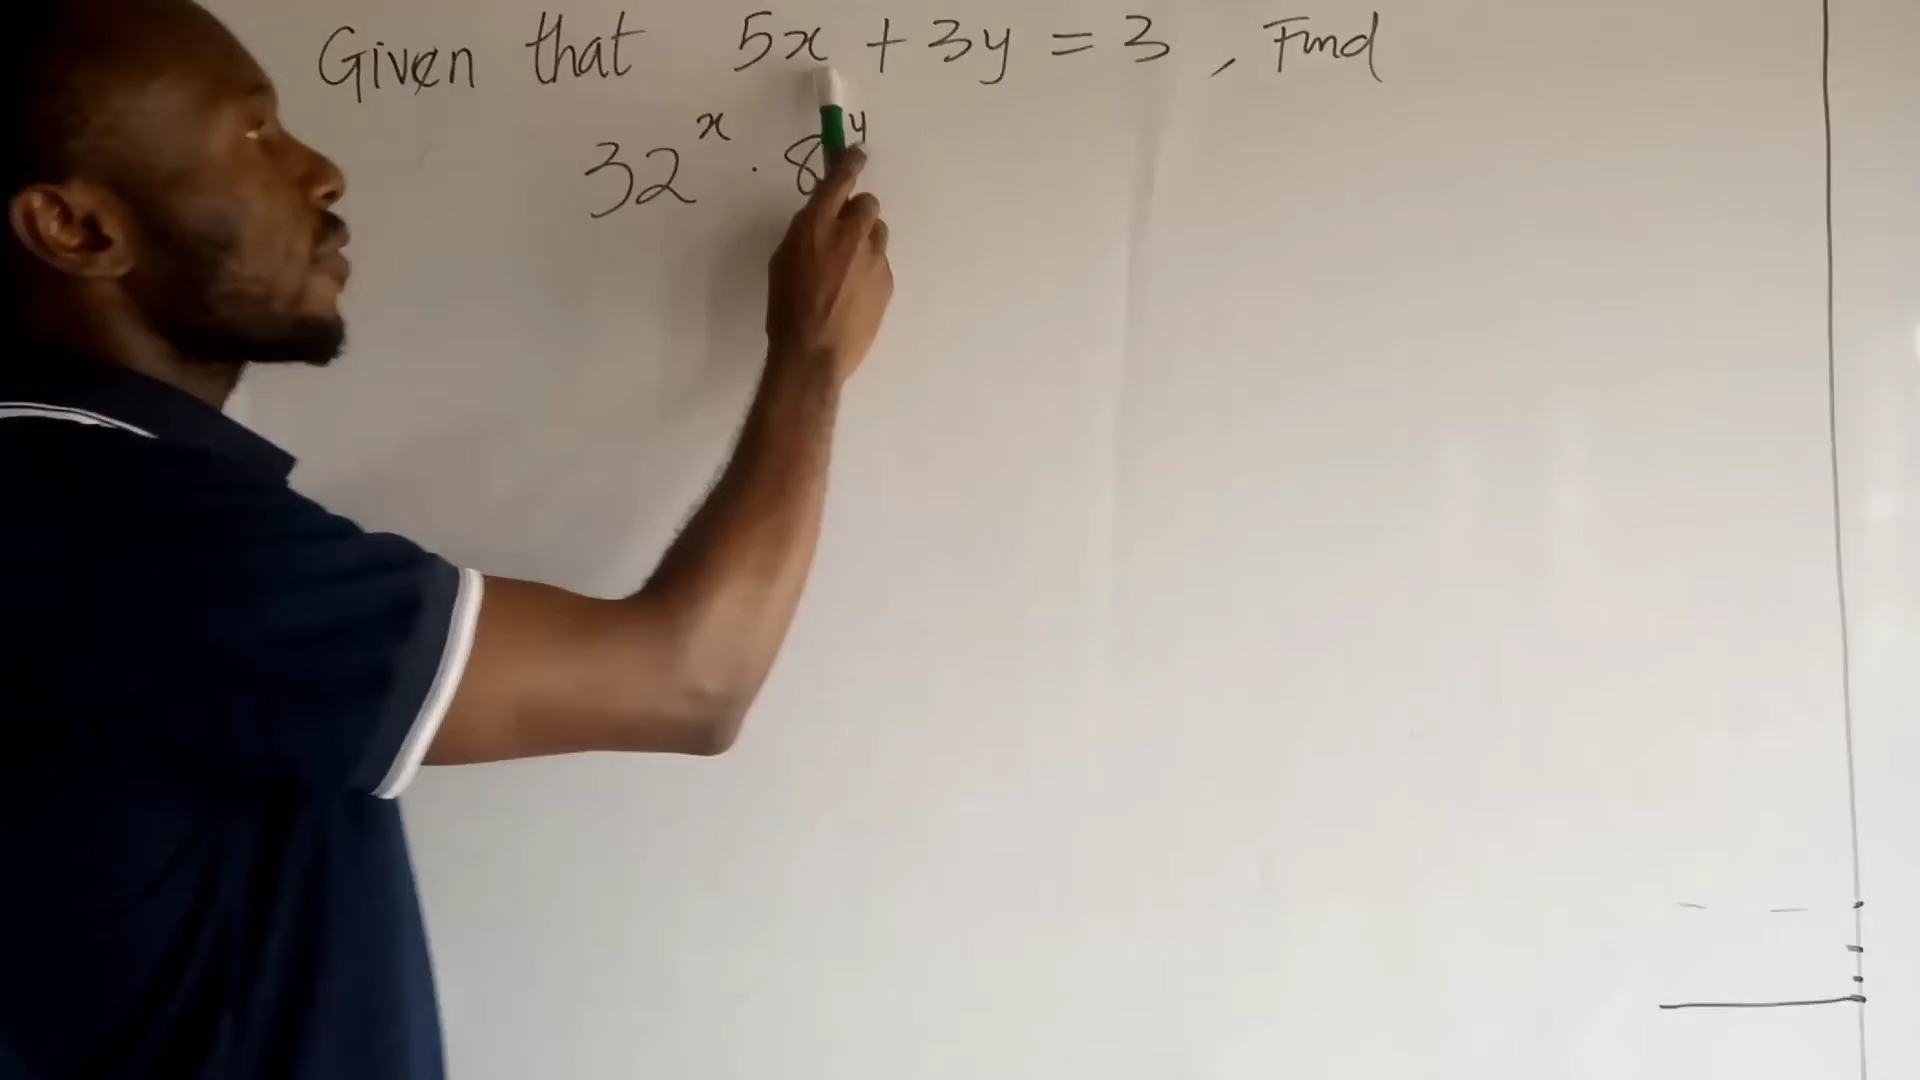 Given that 5x + 3y = 3, Find
32^x · 8^y